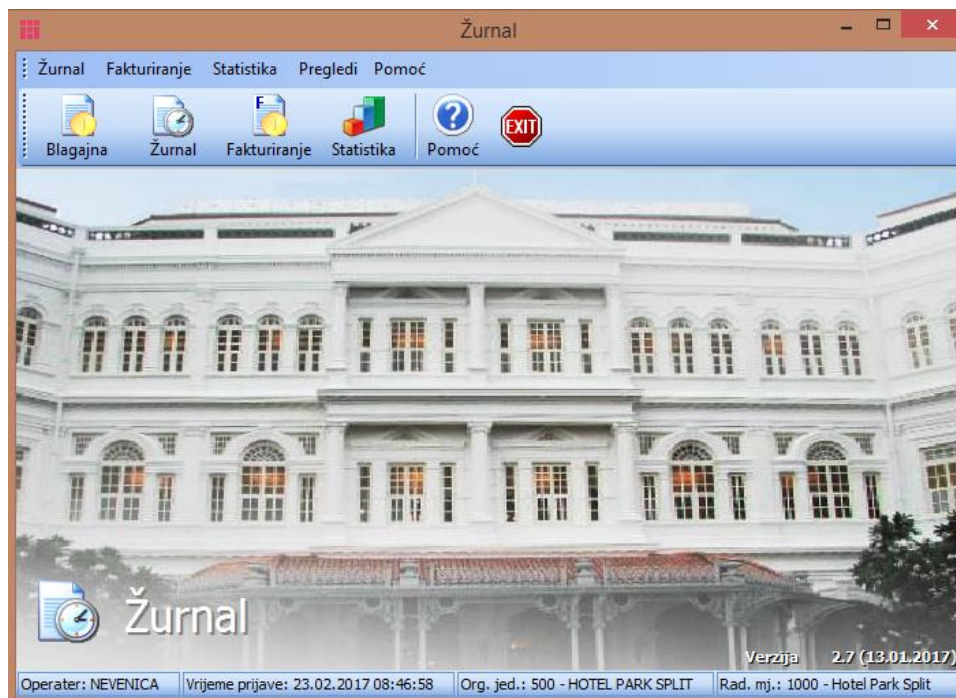 Žurnal
Žurnal Fakturiranje Statistika Pregledi Pomoć
F
EXIT
Blagajna Žurnal Fakturiranje Statistika Pomoć
Žurnal
Verzija 2.7 (13.01.2017)
Operater: NEVENICA Vrijeme prijave: 23.02.2017 08:46:58 Org. jed.: 500 - HOTEL PARK SPLIT Rad. mj.: 1000 - Hotel Park Split